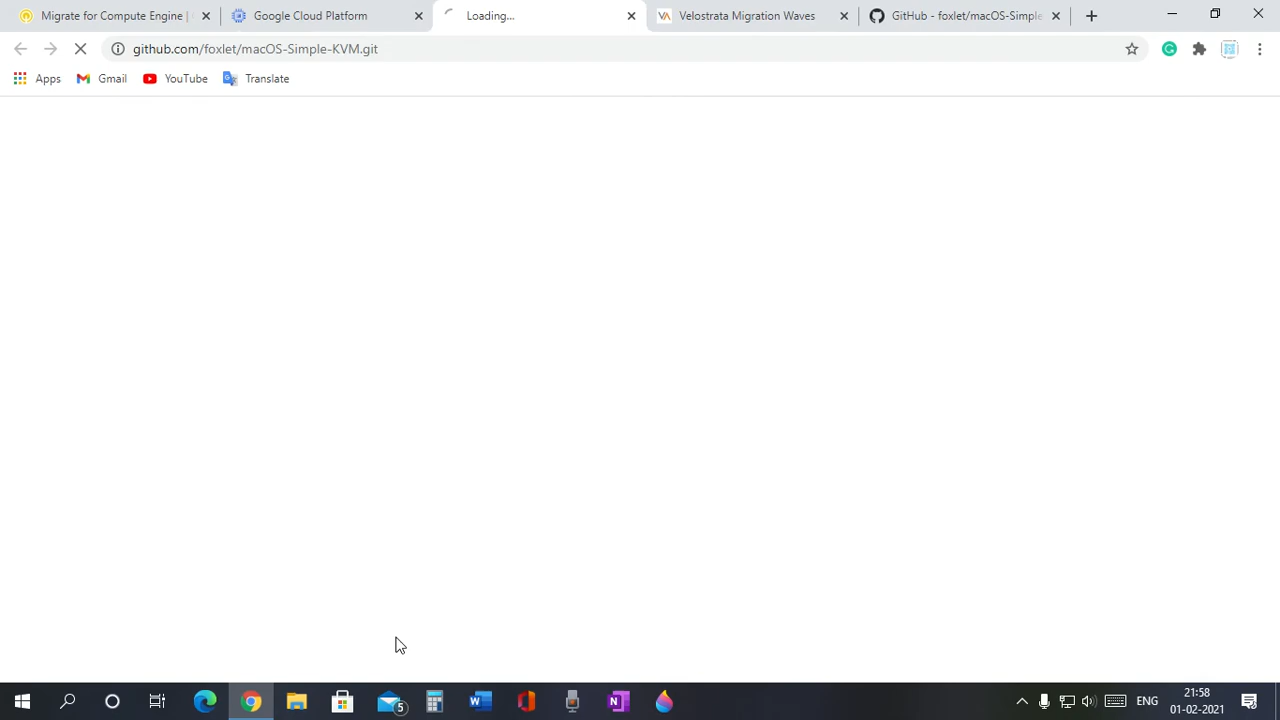 Migrate for Compute Engine |
Google Cloud Platform
Loading...
VA Velostrata Migration Waves
GitHub - foxlet/macOS-Simple
github.com/foxlet/macOS-Simple-KVM.git
Apps
Gmail
YouTube
Translate
5
ENG
21:58
01-02-2021